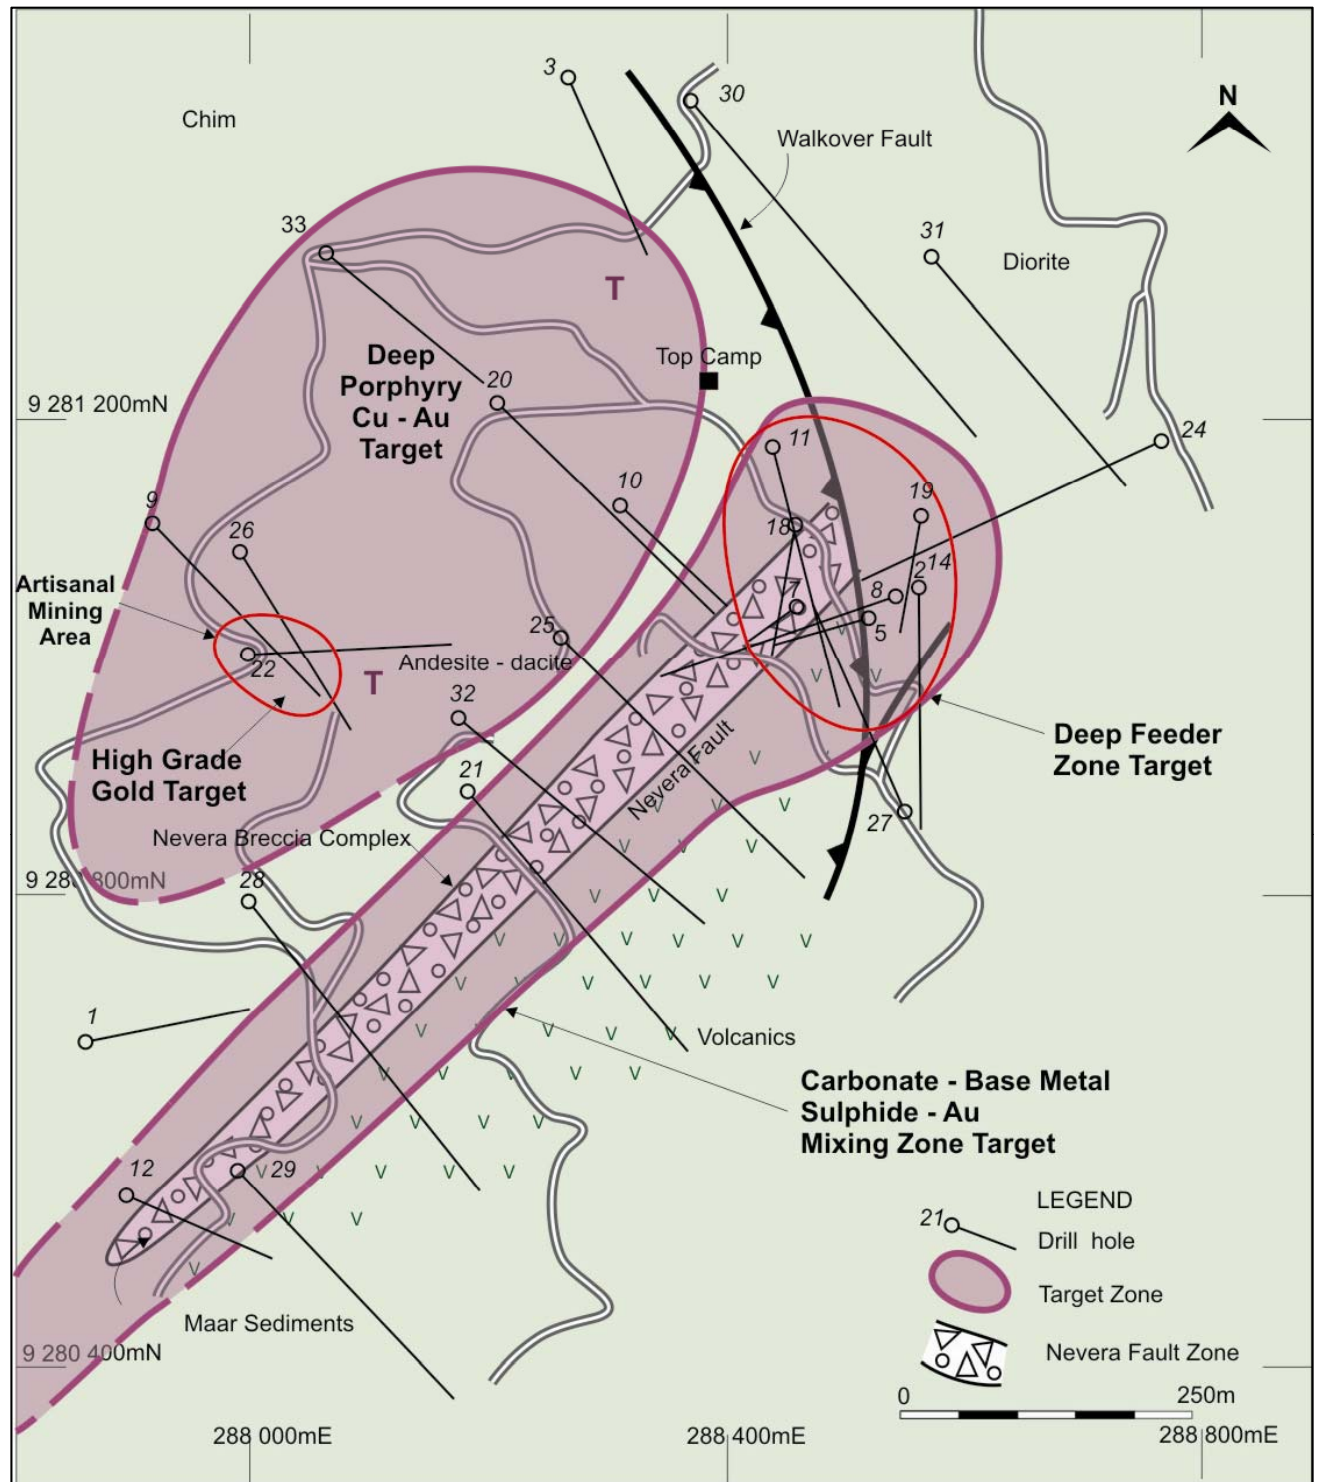 3
30
N
Chim
Walkover Fault
33
31
Diorite
T
Deep
Porphyry
Cu - Au
Target
Top Camp
20
9 281 200mN
11
24
10
19
9
18
26
14
2
8
7
Artisanal
Mining
Area
5
25
22
Andesite - dacite
T
32
Deep Feeder
Zone Target
High Grade
Gold Target
21
Nevera Fault
27
Nevera Breccia Complex
9 280 800mN
28
1
Volcanics
Carbonate - Base Metal
Sulphide - Au
Mixing Zone Target
12
29
LEGEND
21
Drill hole
Target Zone
Maar Sediments
Nevera Fault Zone
9 280 400mN
0 250m
288 000mE
288 400mE
288 800mE